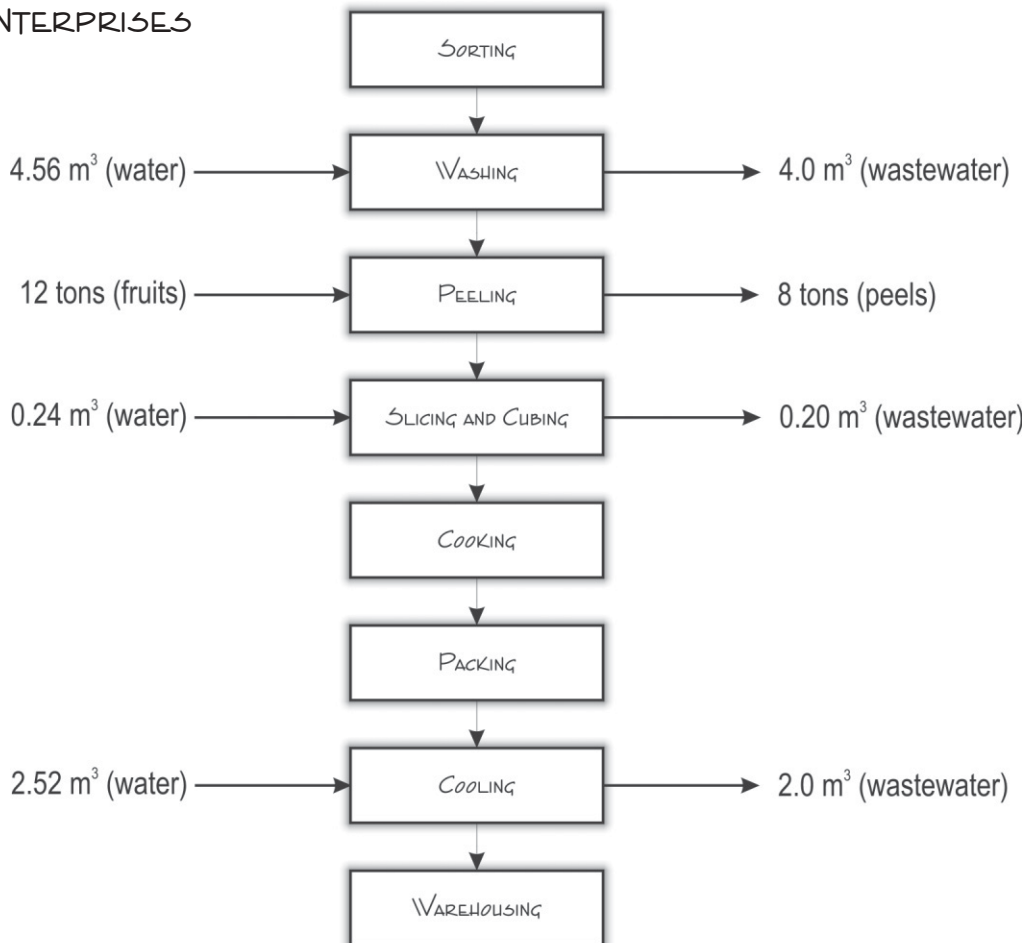 SORTING
4.56 m³ (water)
WASHING
4.0 m³ (wastewater)
12 tons (fruits)
PEELING
8 tons (peels)
0.24 m³ (water)
SLICING AND CUBING
0.20 m³ (wastewater)
COOKING
PACKING
2.52 m³ (water)
COOLING
2.0 m³ (wastewater)
WAREHOUSING